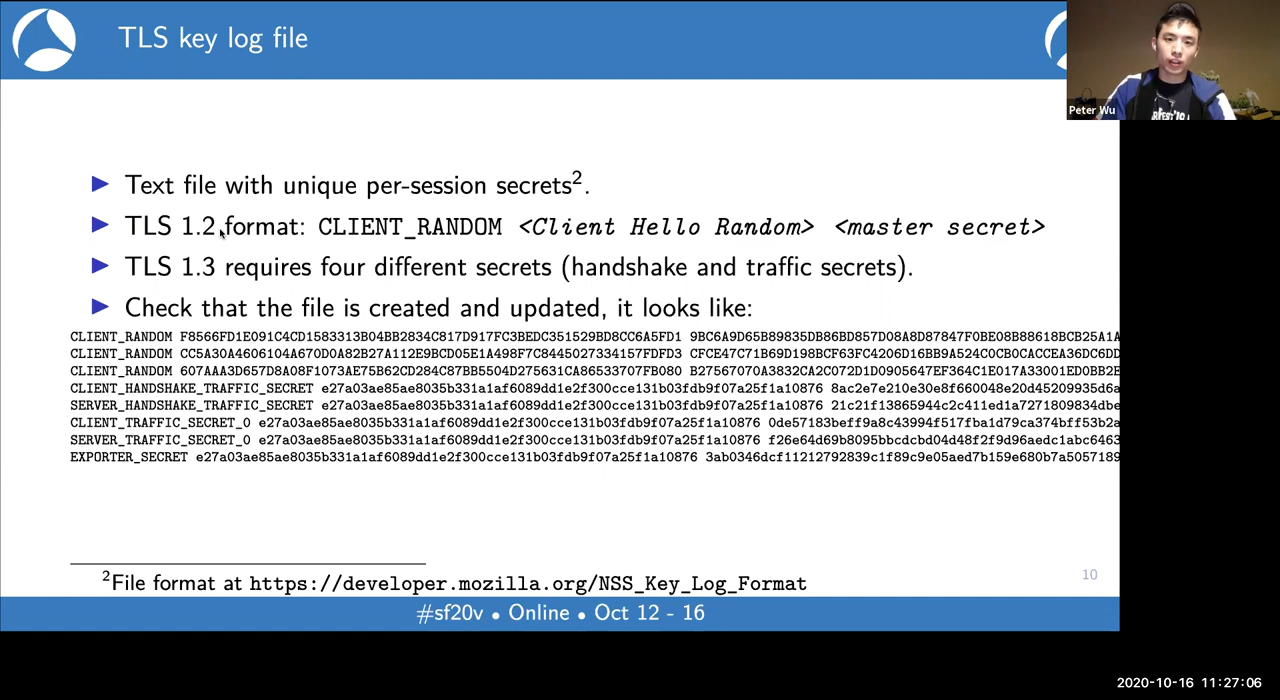 TLS key log file
Peter Wu
▶ Text file with unique per-session secrets².
▶ TLS 1.2 format: CLIENT_RANDOM <Client Hello Random> <master secret>
▶ TLS 1.3 requires four different secrets (handshake and traffic secrets).
▶ Check that the file is created and updated, it looks like:
CLIENT_RANDOM F8566FD1E091C4CD1583313B04BB2834C817D917FC3BEDC351529BD8CC6A5FD1 9BC6A9D65B89835DB86BD857D08A8D87847F0BE08B88618BCB25A1A
CLIENT_RANDOM CC5A30A4606104A670D0A82B27A112E9BCD05E1A498F7C8445027334157FDFD3 CFCE47C71B69D198BCF63FC4206D16BB9A524C0CB0CACCEA36DC6DD
CLIENT_RANDOM 607AAA3D657D8A08F1073AE75B62CD284C87BB5504D275631CA86533707FB080 B27567070A3832CA2C072D1D0905647EF364C1E017A33001ED0BB2E
CLIENT_HANDSHAKE_TRAFFIC_SECRET e27a03ae85ae8035b331a1af6089dd1e2f300cce131b03fdb9f07a25f1a10876 8ac2e7e210e30e8f660048e20d45209935d6a
SERVER_HANDSHAKE_TRAFFIC_SECRET e27a03ae85ae8035b331a1af6089dd1e2f300cce131b03fdb9f07a25f1a10876 21c21f13865944c2c411ed1a7271809834dbe
CLIENT_TRAFFIC_SECRET_0 e27a03ae85ae8035b331a1af6089dd1e2f300cce131b03fdb9f07a25f1a10876 0de57183beff9a8c43994f517fba1d79ca374bff53b2a
SERVER_TRAFFIC_SECRET_0 e27a03ae85ae8035b331a1af6089dd1e2f300cce131b03fdb9f07a25f1a10876 f26e64d69b8095bbcdcbd04d48f2f9d96aedc1abc6463
EXPORTER_SECRET e27a03ae85ae8035b331a1af6089dd1e2f300cce131b03fdb9f07a25f1a10876 3ab0346dcf11212792839c1f89c9e05aed7b159e680b7a5057189
²File format at https://developer.mozilla.org/NSS_Key_Log_Format
10
#sf20v • Online • Oct 12 - 16
2020-10-16 11:27:06